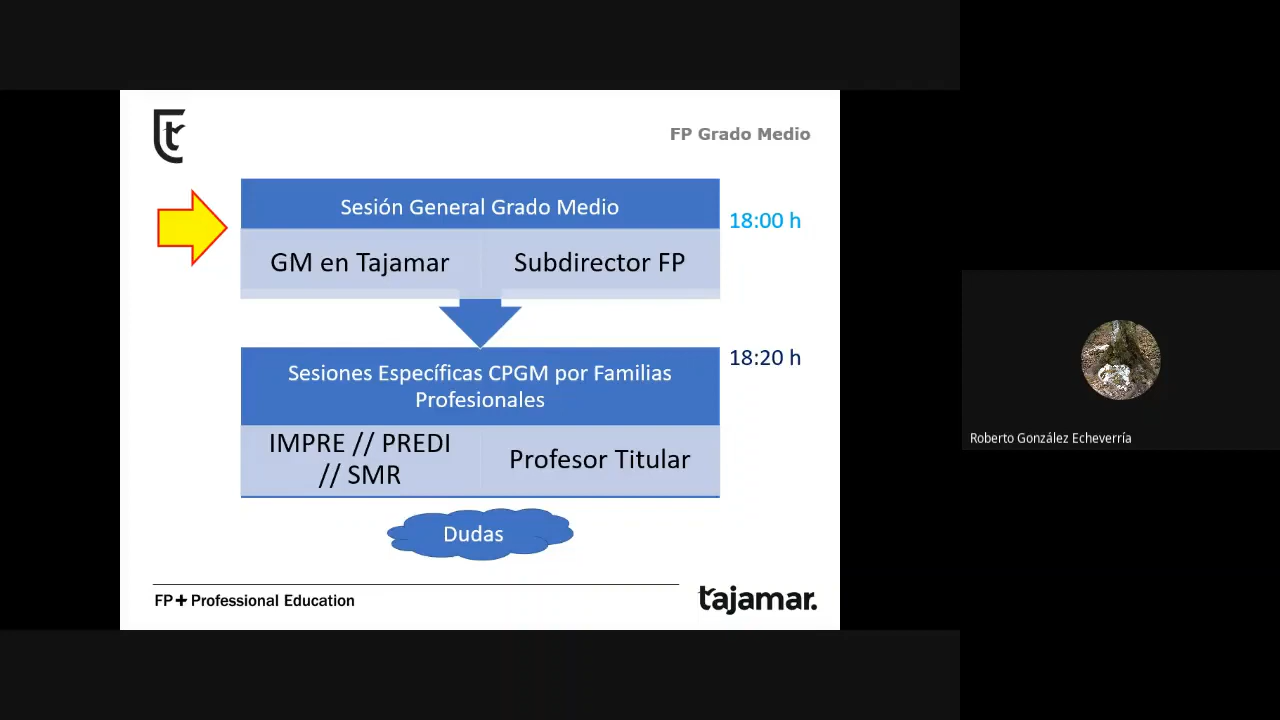 FP Grado Medio
Sesión General Grado Medio
18:00 h
GM en Tajamar
Subdirector FP
18:20 h
Sesiones Específicas CPGM por Familias
Profesionales
IMPRE // PREDI
// SMR
Profesor Titular
Dudas
FP+Professional Education
tajamar.
Roberto González Echeverría